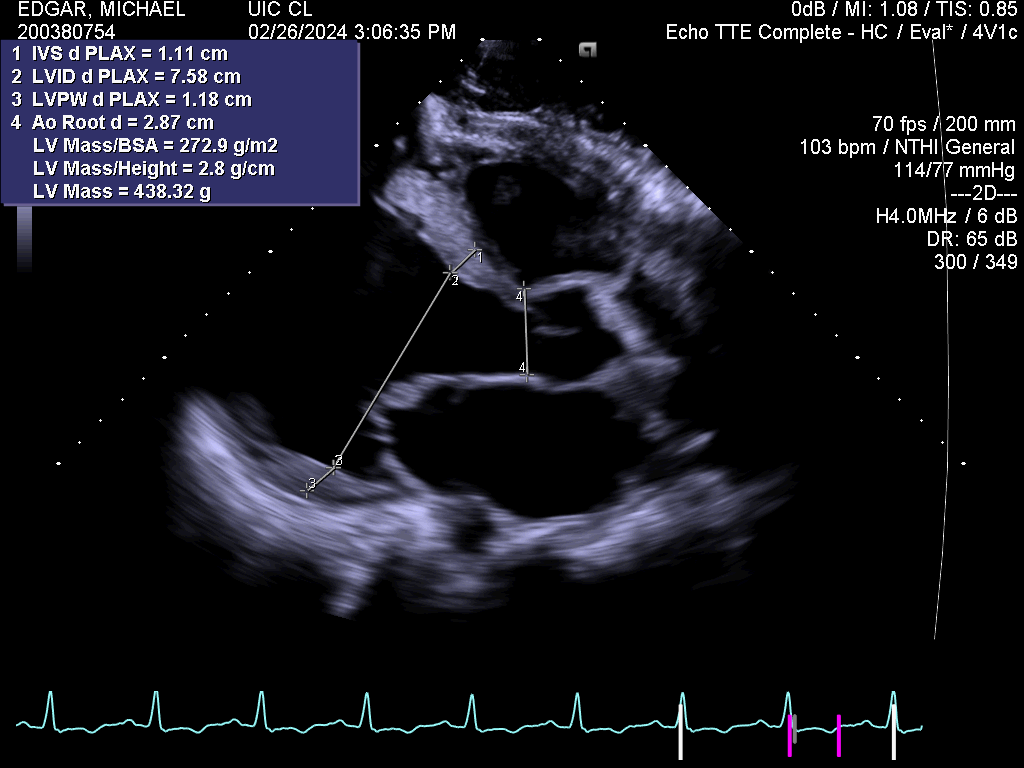 EDGAR, MICHAEL
200380754
UIC CL
02/26/2024 3:06:35 PM
0dB / MI: 1.08 / TIS: 0.85
Echo TTE Complete - HC / Eval* / 4V1c
1 IVS d PLAX = 1.11 cm
2 LVID d PLAX = 7.58 cm
3 LVPW d PLAX = 1.18 cm
4 Ao Root d = 2.87 cm
LV Mass/BSA = 272.9 g/m2
LV Mass/Height = 2.8 g/cm
LV Mass = 438.32 g
70 fps / 200 mm
103 bpm / NTHI General
114/77 mmHg
---2D---
H4.0MHz / 6 dB
DR: 65 dB
300 / 349
1
2
4
4
3